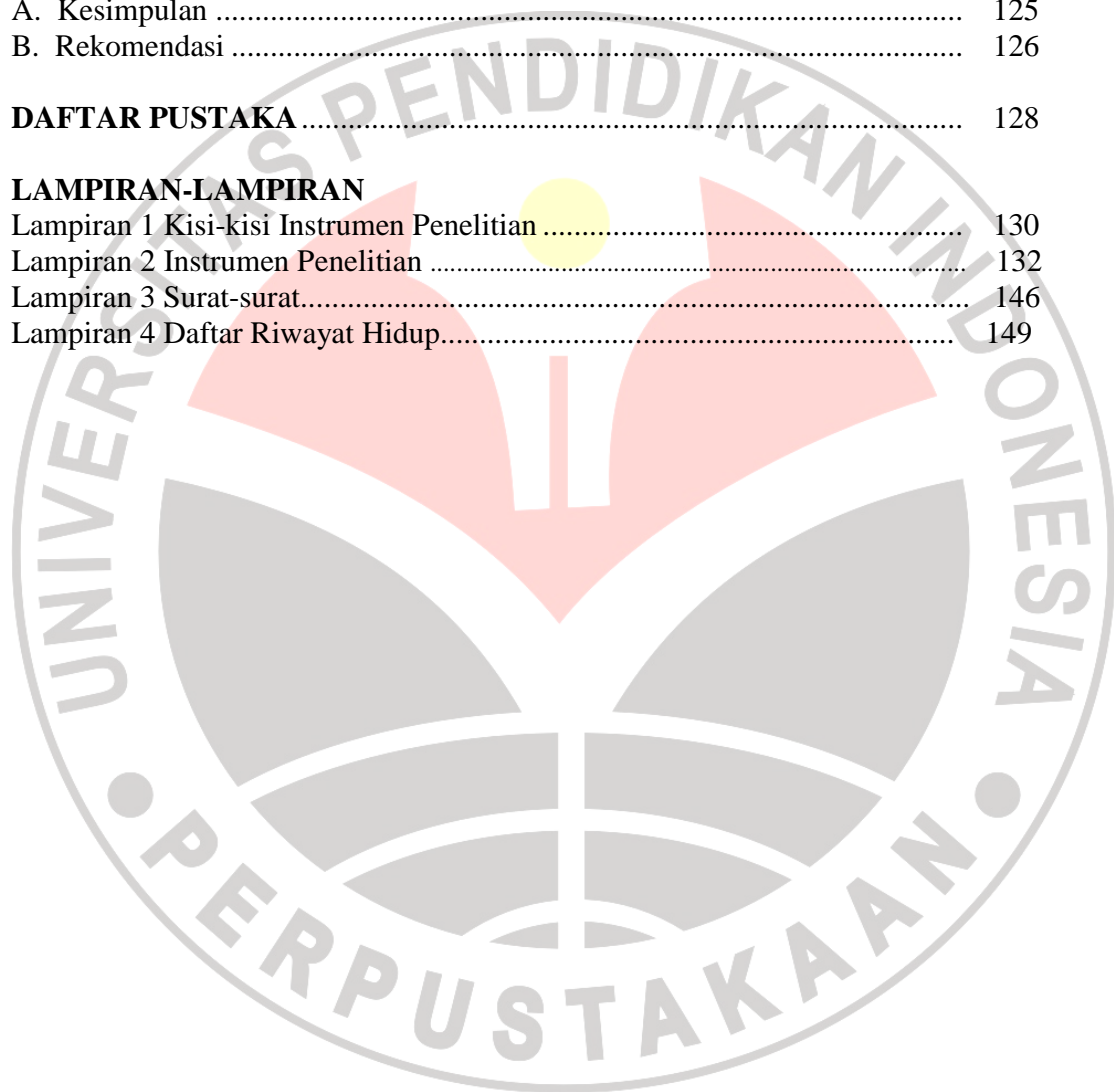 A. Kesimpulan ................................................................................................ 125
B. Rekomendasi .............................................................................................. 126
DAFTAR PUSTAKA ..................................................................................... 128
LAMPIRAN-LAMPIRAN
Lampiran 1 Kisi-kisi Instrumen Penelitian ...................................................... 130
Lampiran 2 Instrumen Penelitian .................................................................... 132
Lampiran 3 Surat-surat..................................................................................... 146
Lampiran 4 Daftar Riwayat Hidup.................................................................. 149
UNIVERSITAS PENDIDIKAN INDONESIA
PERPUSTAKAAN